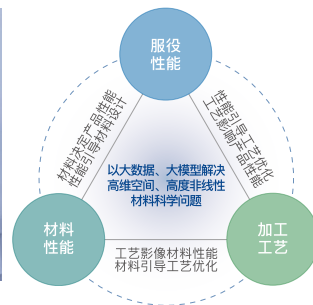 服役
性能
材料决定产品性能
性能引导材料设计
性能引导工艺优化
工艺影响产品性能
以大数据、大模型解决
高维空间、高度非线性
材料科学问题
材料
性能
加工
工艺
工艺影像材料性能
材料引导工艺优化